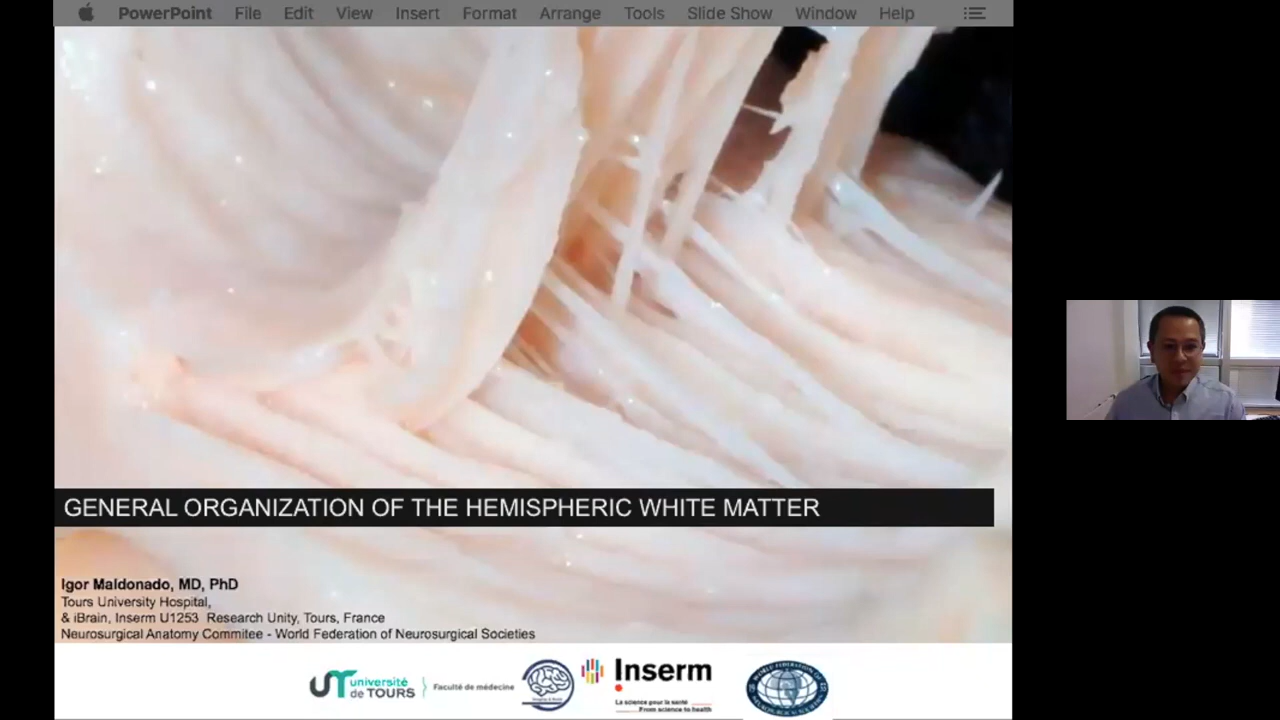 PowerPoint File Edit View Insert Format Arrange Tools Slide Show Window Help
GENERAL ORGANIZATION OF THE HEMISPHERIC WHITE MATTER
Igor Maldonado, MD, PhD
Tours University Hospital,
& iBrain, Inserm U1253 Research Unity, Tours, France
Neurosurgical Anatomy Commitee - World Federation of Neurosurgical Societies
université
de TOURS
Faculté de médecine
Inserm
La science pour la santé
From science to health
WORLD FEDERATION OF